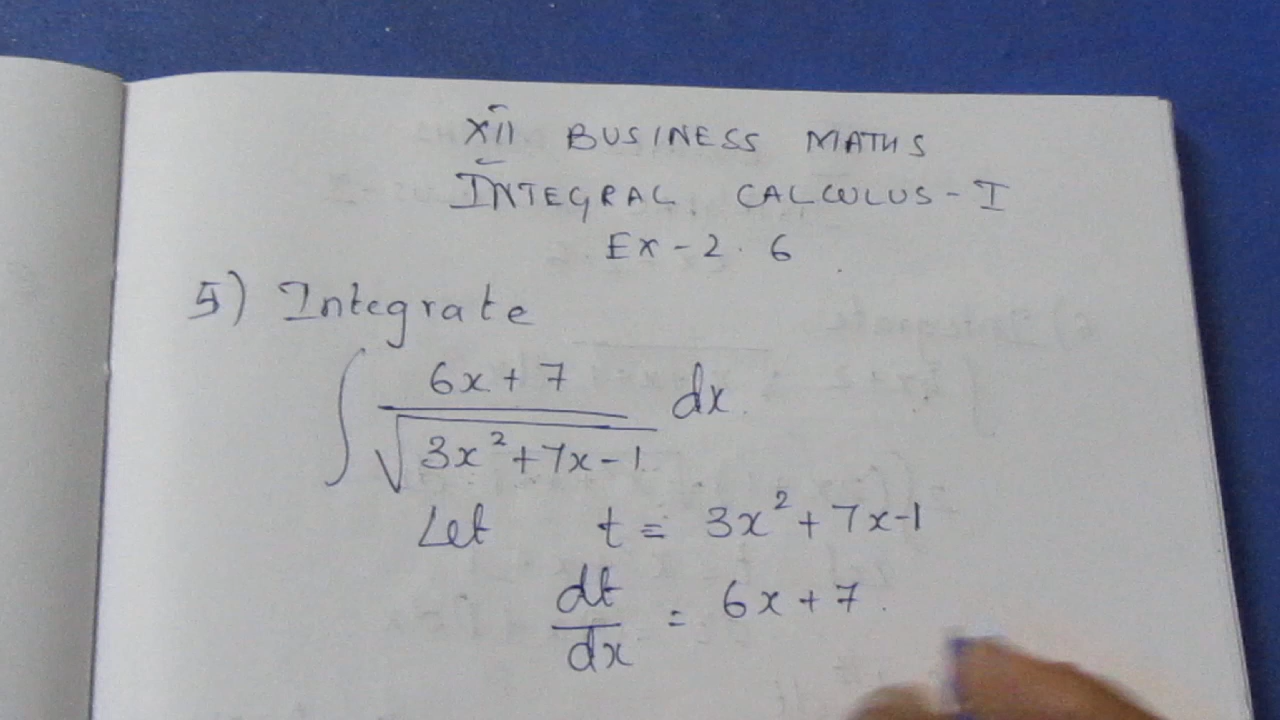 XII BUSINESS MATHS
INTEGRAL CALCULUS - I
Ex - 2.6
5) Integrate
∫ (6x + 7) / √(3x² + 7x - 1) dx
Let t = 3x² + 7x - 1
dt/dx = 6x + 7